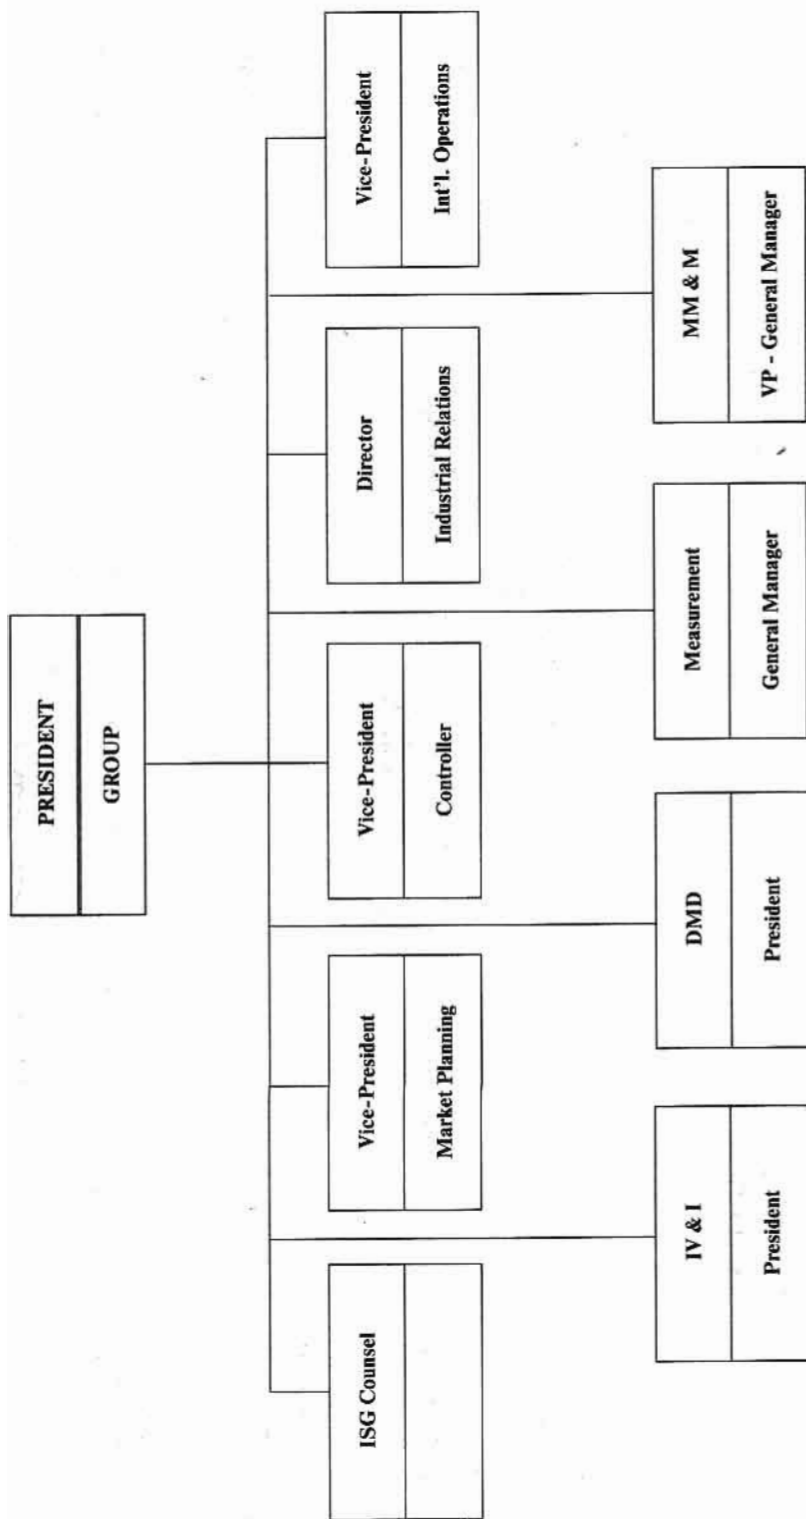 PRESIDENT
GROUP
ISG Counsel
Vice-President
Market Planning
Vice-President
Controller
Director
Industrial Relations
Vice-President
Int'l. Operations
IV & I
President
DMD
President
Measurement
General Manager
MM & M
VP - General Manager